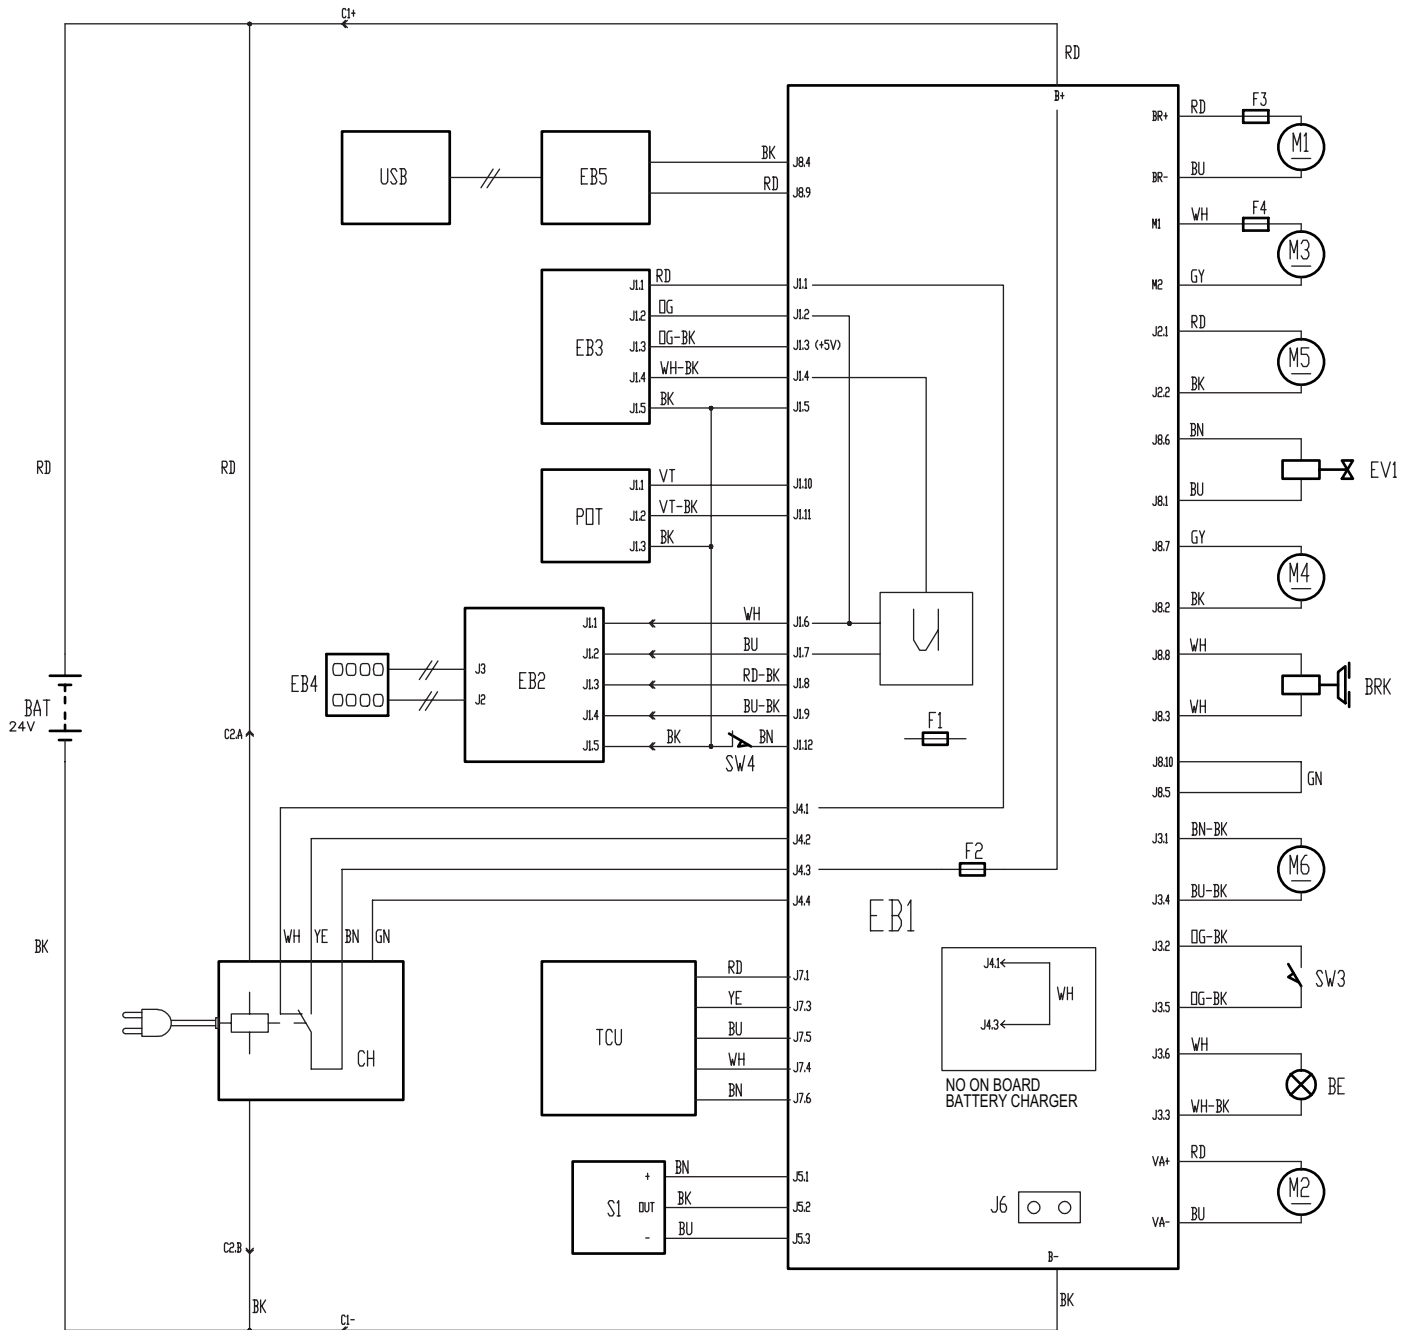 C1+
RD
B+
BR+ RD F3
M1
BR- BU
USB
EB5
BK J8.4
RD J8.9
M1 WH F4
M3
M2 GY
EB3
J1.1 RD J1.1
J1.2 OG J1.2
J1.3 OG-BK J1.3 (+5V)
J1.4 WH-BK J1.4
J1.5 BK J1.5
J2.1 RD
M5
J2.2 BK
J8.6 BN
EV1
J8.1 BU
RD
RD
POT
J1.1 VT J1.10
J1.2 VT-BK J1.11
J1.3 BK
J8.7 GY
M4
J8.2 BK
EB4
J3
J2
EB2
J1.1 WH J1.6
J1.2 BU J1.7
J1.3 RD-BK J1.8
J1.4 BU-BK J1.9
J1.5 BK BN J1.12
SW4
F1
J8.8 WH
BRK
J8.3 WH
BAT
24V
C2.A
J8.10
GN
J8.5
J4.1
J4.2
J4.3
J4.4
F2
EB1
J3.1 BN-BK
M6
J3.4 BU-BK
BK
WH YE BN GN
CH
J3.2 OG-BK
SW3
J3.5 OG-BK
TCU
RD J7.1
YE J7.3
BU J7.5
WH J7.4
BN J7.6
J4.1
WH
J4.3
NO ON BOARD
BATTERY CHARGER
J3.6 WH
BE
J3.3 WH-BK
S1
+ BN J5.1
OUT BK J5.2
- BU J5.3
J6
VA+ RD
M2
VA- BU
C2.B
B-
BK
BK
C1-